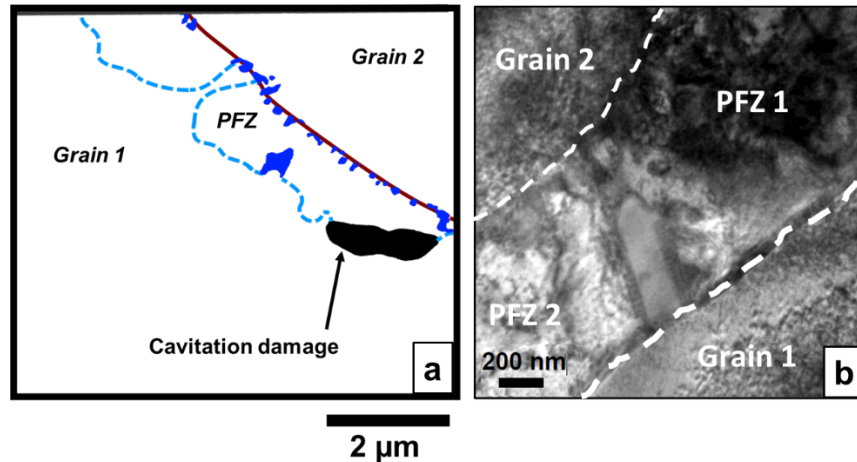 Grain 2
PFZ
Grain 1
Cavitation damage
a
2 µm
Grain 2
PFZ 1
PFZ 2
200 nm
Grain 1
b